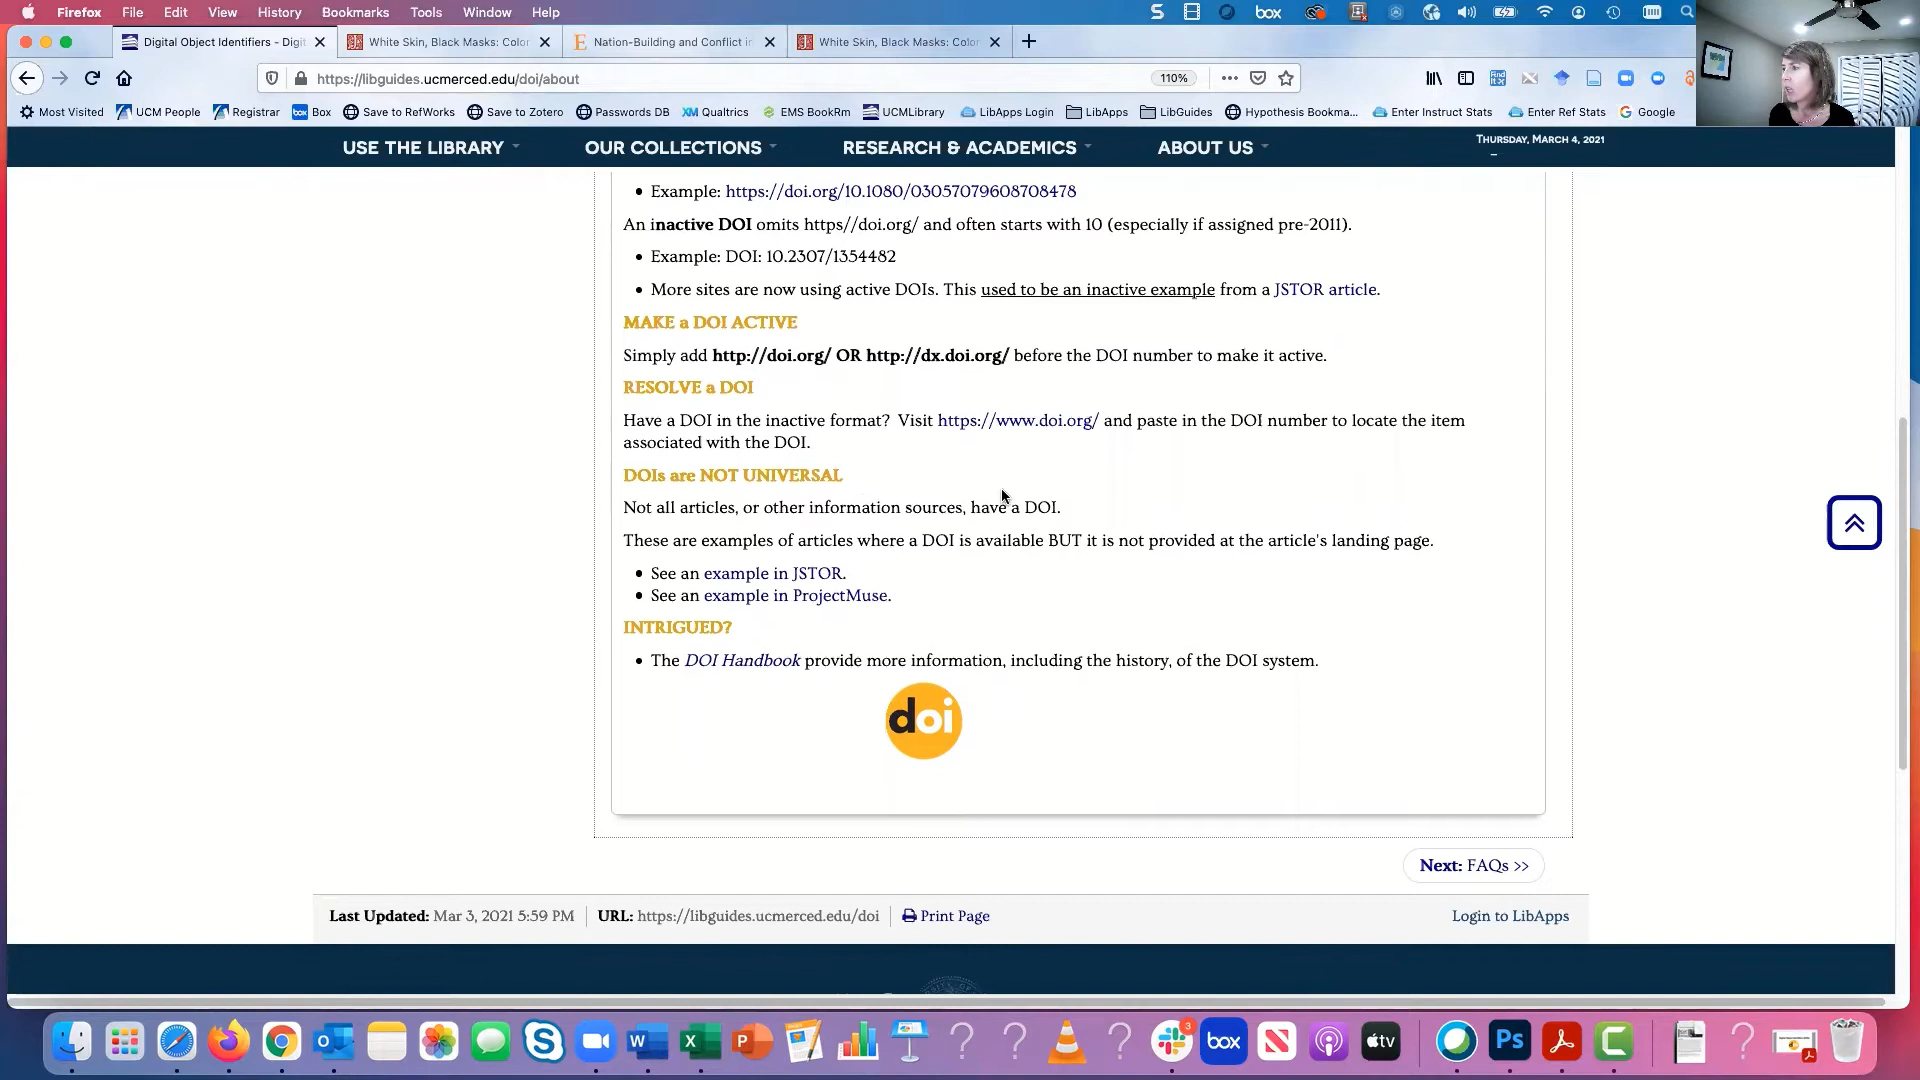 Firefox File Edit View History Bookmarks Tools Window Help
box
Digital Object Identifiers - Digit
White Skin, Black Masks: Color
Nation-Building and Conflict in
White Skin, Black Masks: Color
https://libguides.ucmerced.edu/doi/about
110%
Most Visited UCM People Registrar Box Save to RefWorks Save to Zotero Passwords DB Qualtrics EMS BookRm UCMLibrary LibApps Login LibApps LibGuides Hypothesis Bookma... Enter Instruct Stats Enter Ref Stats Google
USE THE LIBRARY OUR COLLECTIONS RESEARCH & ACADEMICS ABOUT US
THURSDAY, MARCH 4, 2021
Example: https://doi.org/10.1080/03057079608708478
An inactive DOI omits https//doi.org/ and often starts with 10 (especially if assigned pre-2011).
Example: DOI: 10.2307/1354482
More sites are now using active DOIs. This used to be an inactive example from a JSTOR article.
MAKE a DOI ACTIVE
Simply add http://doi.org/ OR http://dx.doi.org/ before the DOI number to make it active.
RESOLVE a DOI
Have a DOI in the inactive format? Visit https://www.doi.org/ and paste in the DOI number to locate the item
associated with the DOI.
DOIs are NOT UNIVERSAL
Not all articles, or other information sources, have a DOI.
These are examples of articles where a DOI is available BUT it is not provided at the article's landing page.
See an example in JSTOR.
See an example in ProjectMuse.
INTRIGUED?
The DOI Handbook provide more information, including the history, of the DOI system.
doi
Next: FAQs >>
Last Updated: Mar 3, 2021 5:59 PM URL: https://libguides.ucmerced.edu/doi Print Page Login to LibApps
3
box
tv
Ps